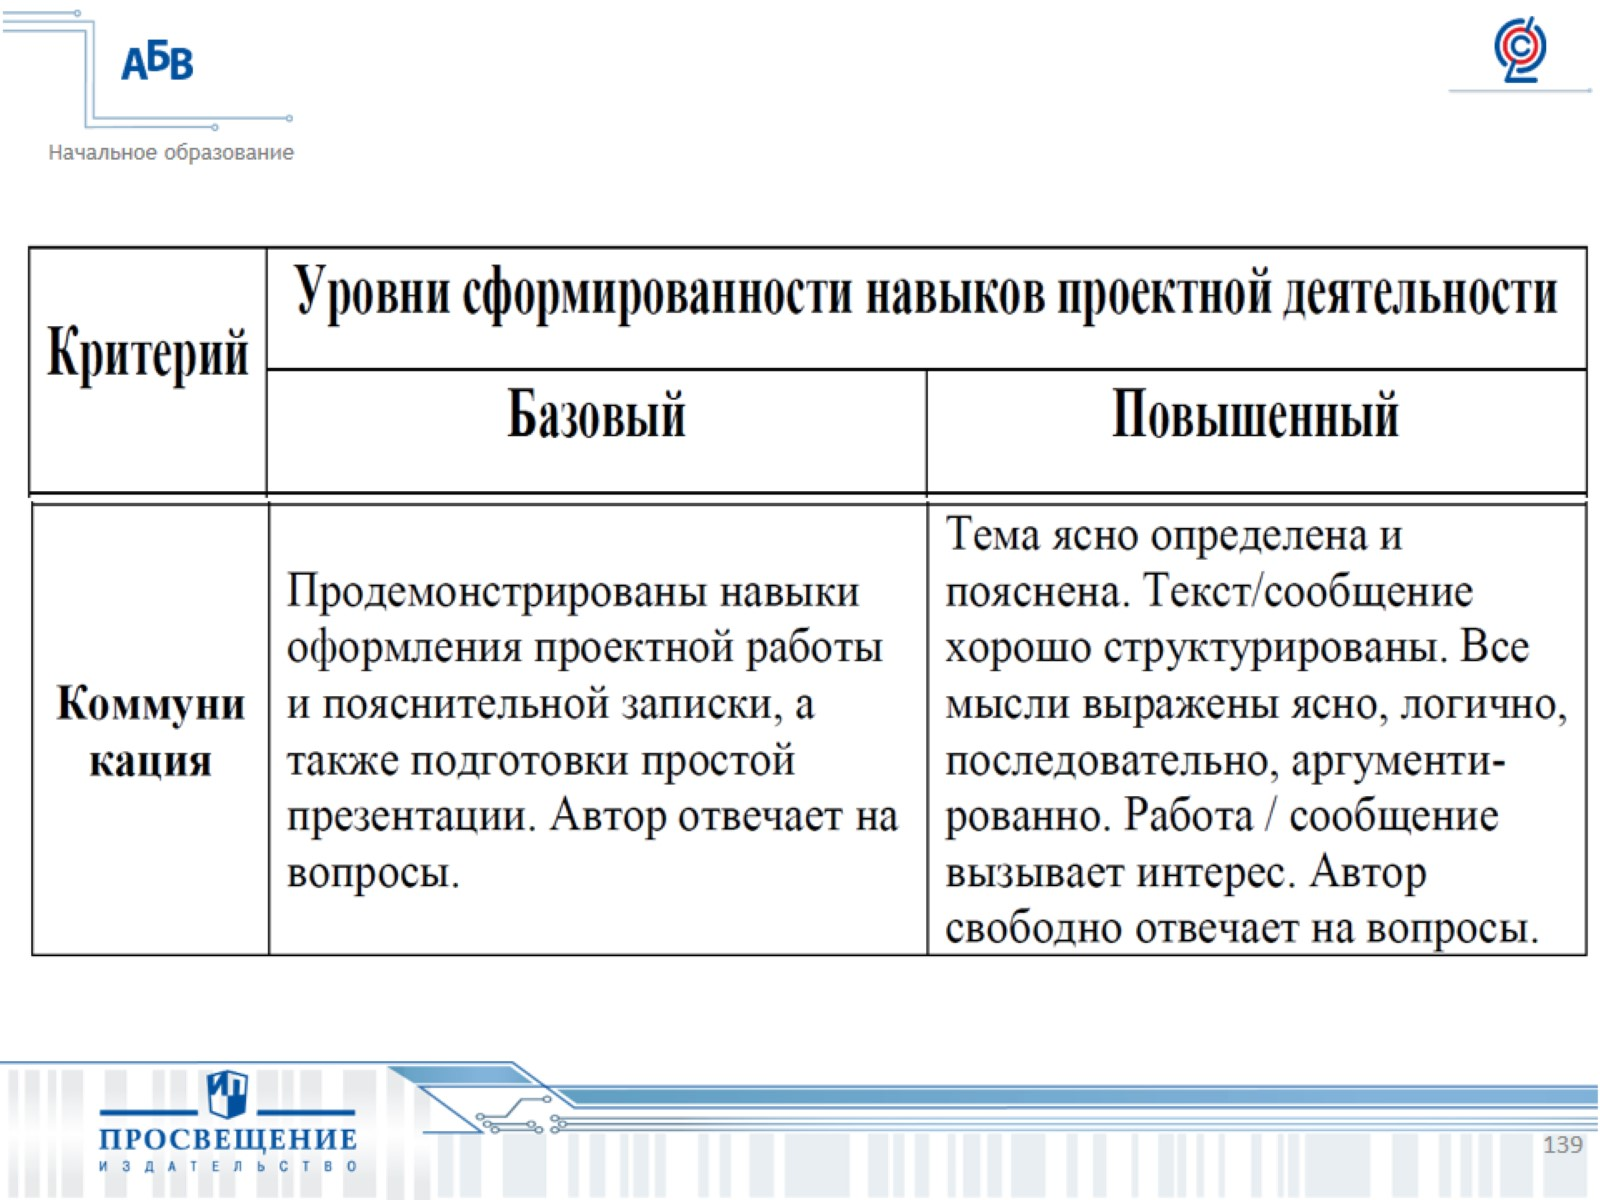 АБВ
Начальное образование
Критерий
Уровни сформированности навыков проектной деятельности
Базовый
Повышенный
Коммуни
кация
Продемонстрированы навыки
оформления проектной работы
и пояснительной записки, а
также подготовки простой
презентации. Автор отвечает на
вопросы.
Тема ясно определена и
пояснена. Текст/сообщение
хорошо структурированы. Все
мысли выражены ясно, логично,
последовательно, аргументи-
рованно. Работа / сообщение
вызывает интерес. Автор
свободно отвечает на вопросы.
ИП
ПРОСВЕЩЕНИЕ
ИЗДАТЕЛЬСТВО
139